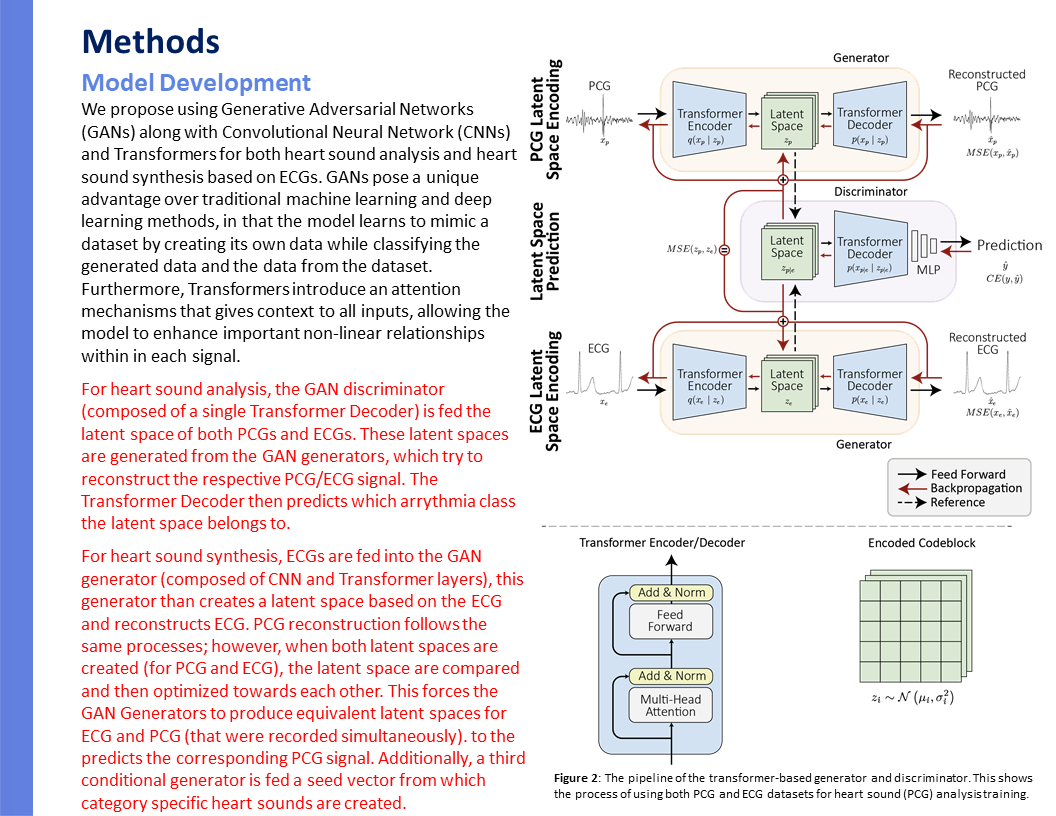 Methods
Model Development
We propose using Generative Adversarial Networks
(GANs) along with Convolutional Neural Network (CNNs)
and Transformers for both heart sound analysis and heart
sound synthesis based on ECGs. GANs pose a unique
advantage over traditional machine learning and deep
learning methods, in that the model learns to mimic a
dataset by creating its own data while classifying the
generated data and the data from the dataset.
Furthermore, Transformers introduce an attention
mechanisms that gives context to all inputs, allowing the
model to enhance important non-linear relationships
within in each signal.
For heart sound analysis, the GAN discriminator
(composed of a single Transformer Decoder) is fed the
latent space of both PCGs and ECGs. These latent spaces
are generated from the GAN generators, which try to
reconstruct the respective PCG/ECG signal. The
Transformer Decoder then predicts which arrythmia class
the latent space belongs to.
For heart sound synthesis, ECGs are fed into the GAN
generator (composed of CNN and Transformer layers), this
generator than creates a latent space based on the ECG
and reconstructs ECG. PCG reconstruction follows the
same processes; however, when both latent spaces are
created (for PCG and ECG), the latent space are compared
and then optimized towards each other. This forces the
GAN Generators to produce equivalent latent spaces for
ECG and PCG (that were recorded simultaneously). to the
predicts the corresponding PCG signal. Additionally, a third
conditional generator is fed a seed vector from which
category specific heart sounds are created.
PCG Latent
Space Encoding
Generator
PCG
x_p
Transformer
Encoder
q(x_p | z_p)
Latent
Space
z_p
Transformer
Decoder
p(x_p | z_p)
Reconstructed
PCG
x̂_p
MSE(x_p, x̂_p)
Latent Space
Prediction
Discriminator
MSE(z_p, z_e)
Latent
Space
z_p|e
Transformer
Decoder
p(x_p|e | z_p|e)
MLP
Prediction
ŷ
CE(y, ŷ)
ECG Latent
Space Encoding
ECG
x_e
Transformer
Encoder
q(x_e | z_e)
Latent
Space
z_e
Transformer
Decoder
p(x_e | z_e)
Reconstructed
ECG
x̂_e
MSE(x_e, x̂_e)
Generator
Feed Forward
Backpropagation
Reference
Transformer Encoder/Decoder
Add & Norm
Feed
Forward
Add & Norm
Multi-Head
Attention
Encoded Codeblock
z_i ~ N (μ_i, σ_i^2)
Figure 2: The pipeline of the transformer-based generator and discriminator. This shows
the process of using both PCG and ECG datasets for heart sound (PCG) analysis training.